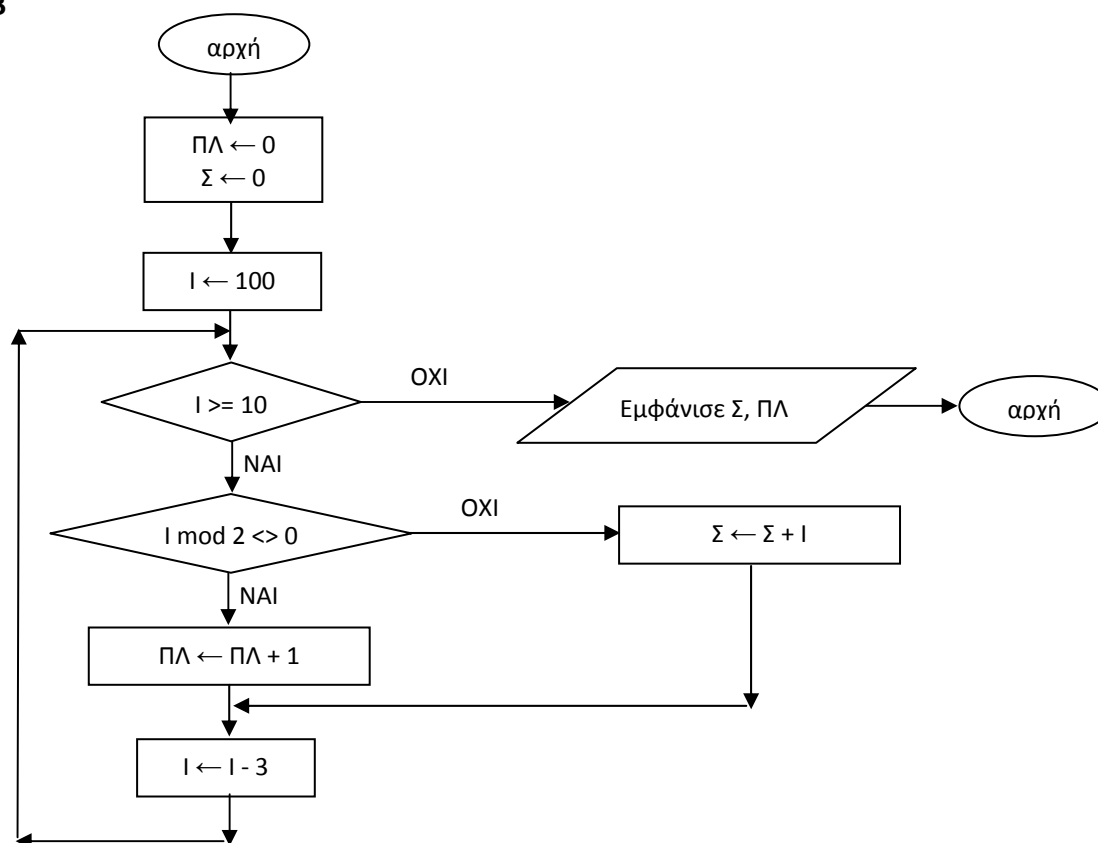 αρχή
ΠΛ ← 0
Σ ← 0
Ι ← 100
Ι >= 10
ΟΧΙ
Εμφάνισε Σ, ΠΛ
αρχή
ΝΑΙ
Ι mod 2 <> 0
ΟΧΙ
Σ ← Σ + Ι
ΝΑΙ
ΠΛ ← ΠΛ + 1
Ι ← Ι - 3